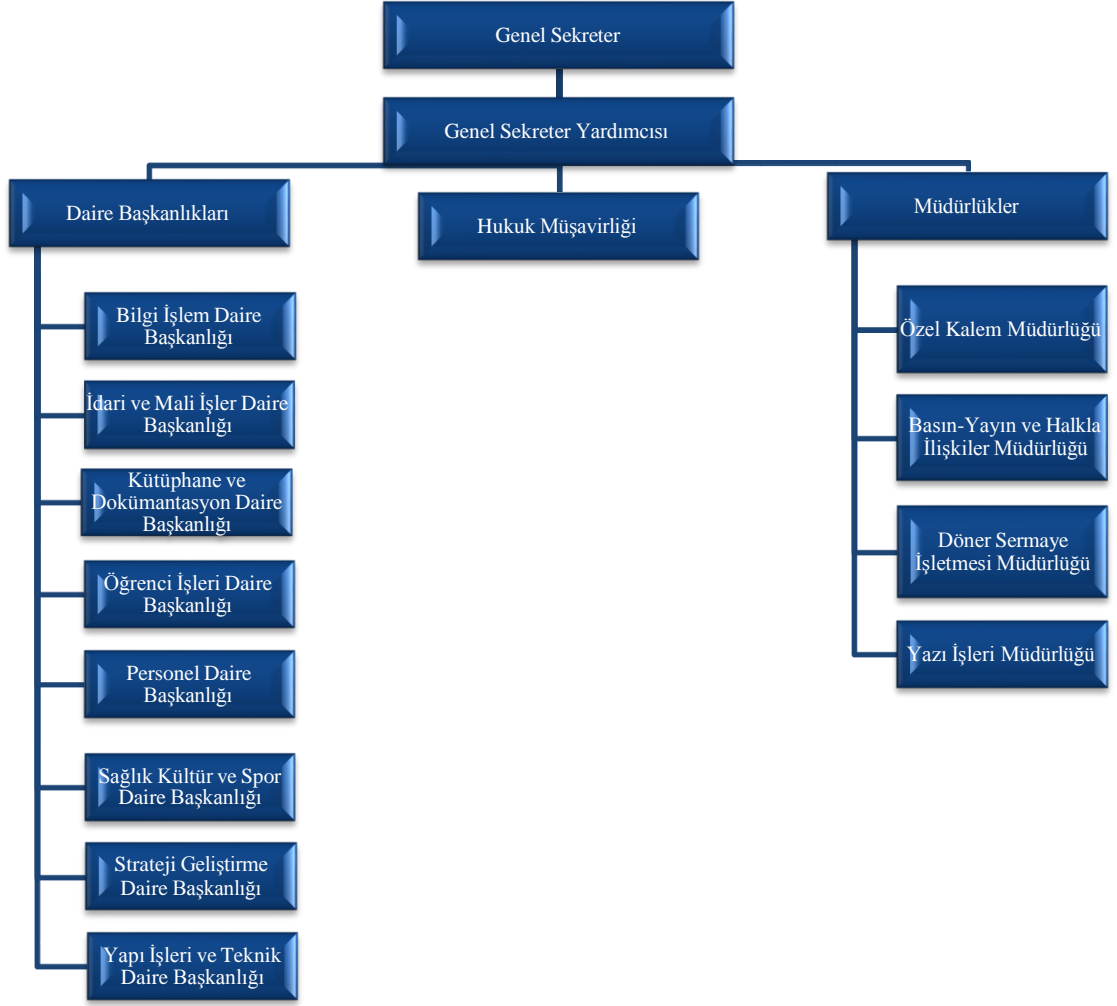 Genel Sekreter
Genel Sekreter Yardımcısı
Daire Başkanlıkları
Hukuk Müşavirliği
Müdürlükler
Bilgi İşlem Daire
Başkanlığı
İdari ve Mali İşler Daire
Başkanlığı
Kütüphane ve
Dokümantasyon Daire
Başkanlığı
Öğrenci İşleri Daire
Başkanlığı
Personel Daire
Başkanlığı
Sağlık Kültür ve Spor
Daire Başkanlığı
Strateji Geliştirme
Daire Başkanlığı
Yapı İşleri ve Teknik
Daire Başkanlığı
Özel Kalem Müdürlüğü
Basın-Yayın ve Halkla
İlişkiler Müdürlüğü
Döner Sermaye
İşletmesi Müdürlüğü
Yazı İşleri Müdürlüğü